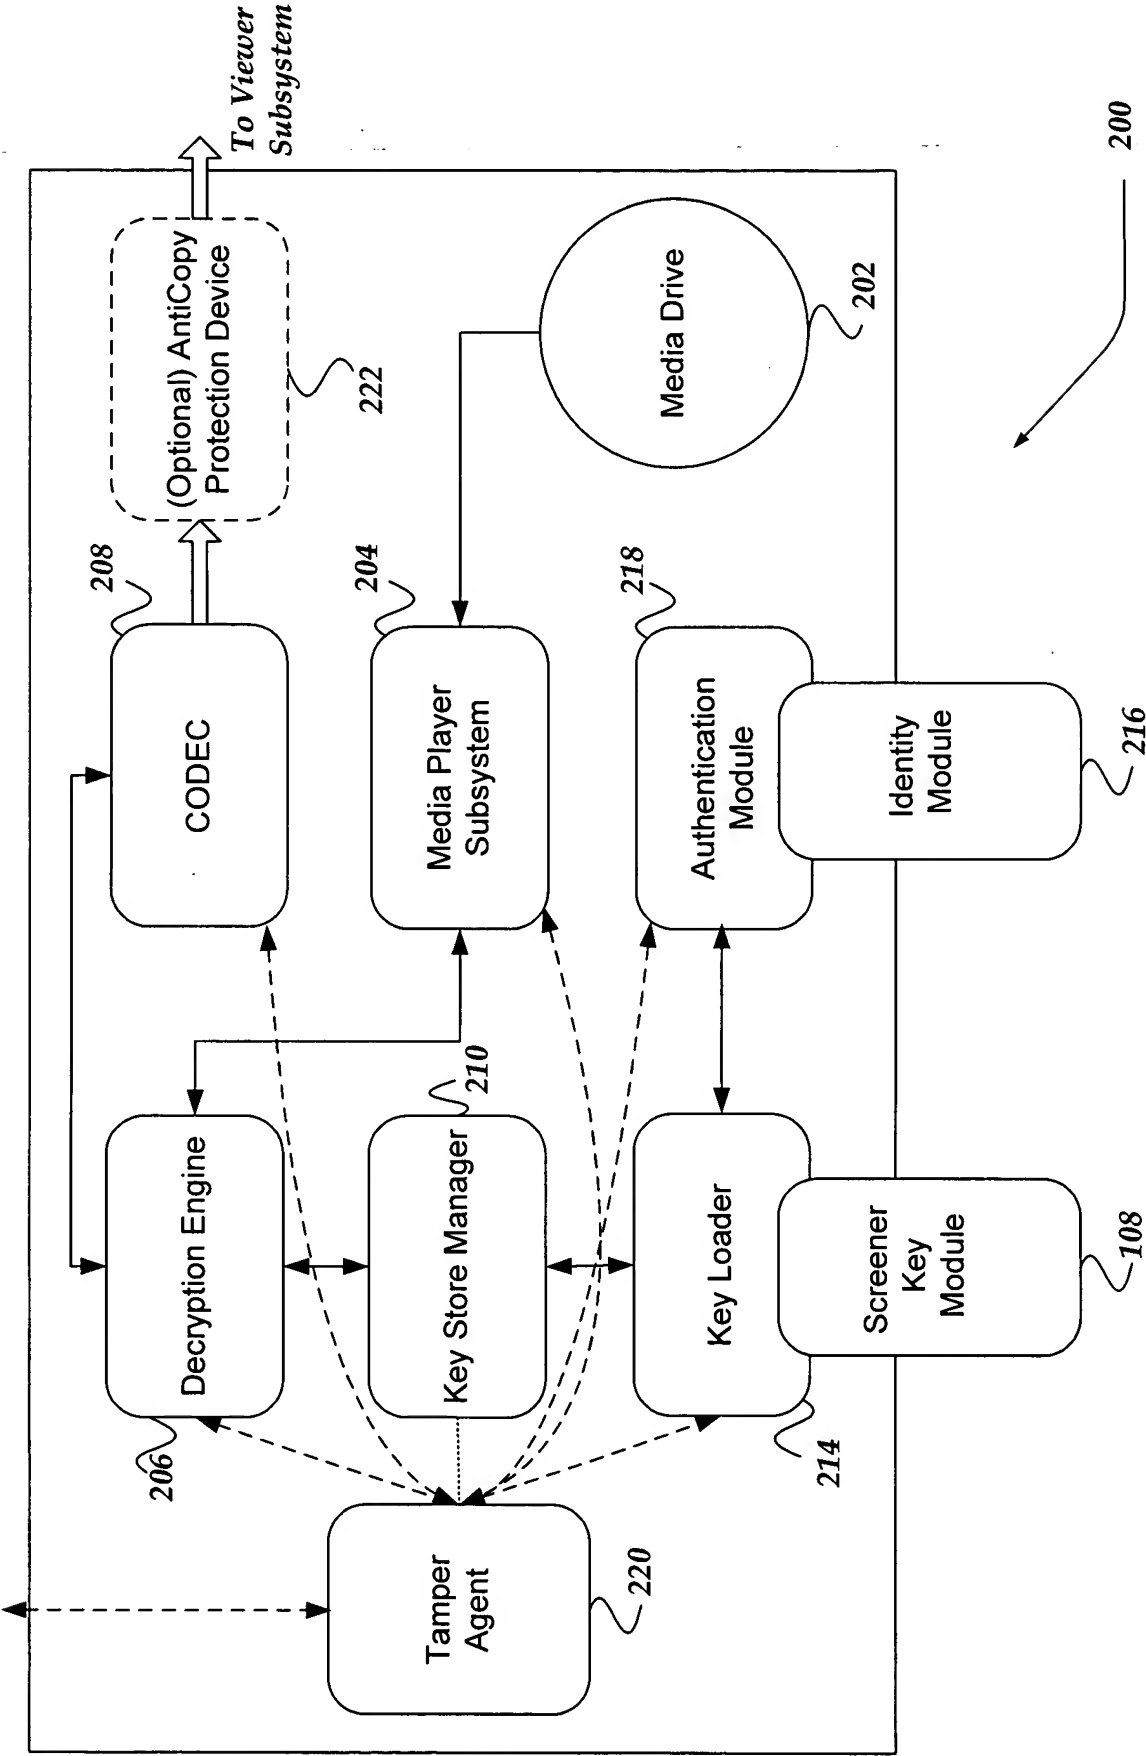 Tamper
Agent
220
Decryption Engine
206
CODEC
208
(Optional) AntiCopy
Protection Device
222
To Viewer
Subsystem
Key Store Manager
210
Media Player
Subsystem
204
Media Drive
202
Key Loader
214
Authentication
Module
218
Screener
Key
Module
108
Identity
Module
216
200